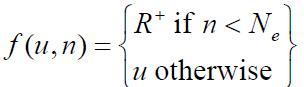 f(u,n) = { R⁺ if n < Nₑ
u otherwise }